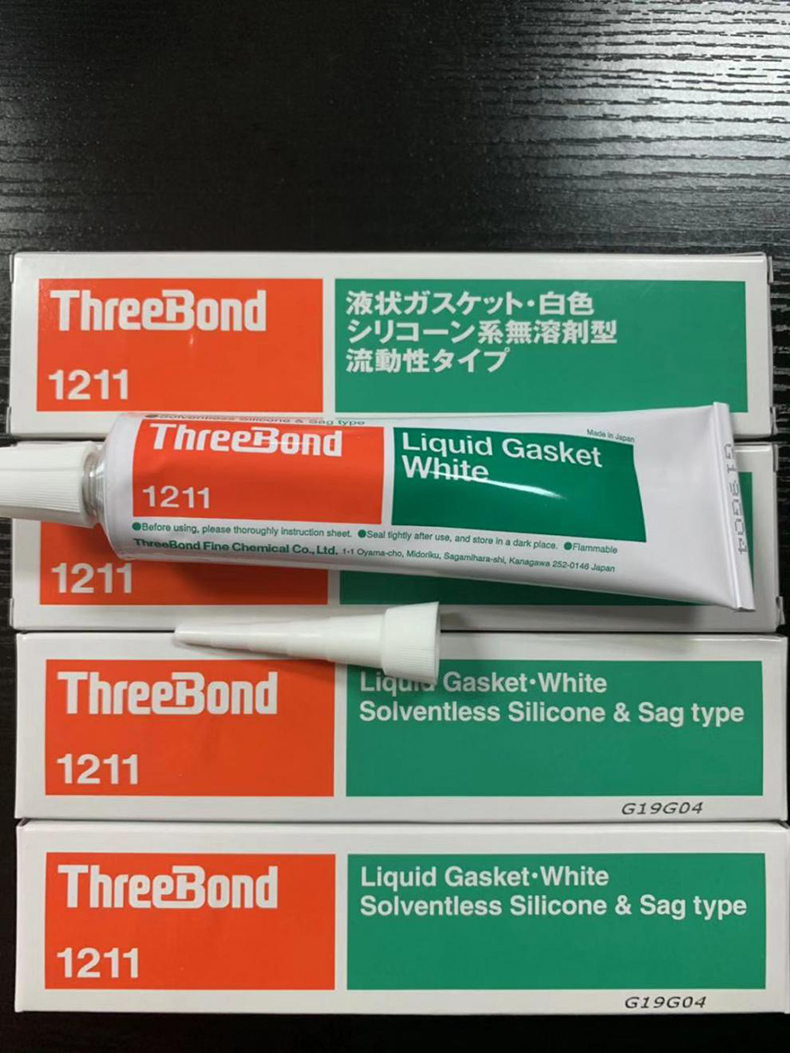 ThreeBond
1211
液状ガスケット・白色
シリコーン系無溶剤型
流動性タイプ
●Solventless Silicone & Sag type
ThreeBond
1211
Liquid Gasket
White
Made in Japan
●Before using, please thoroughly instruction sheet. ●Seal tightly after use, and store in a dark place. ●Flammable
ThreeBond Fine Chemical Co., Ltd. 1-1 Oyama-cho, Midoriku, Sagamihara-shi, Kanagawa 252-0146 Japan
G19G04
1211
ThreeBond
1211
Liquid Gasket・White
Solventless Silicone & Sag type
G19G04
ThreeBond
1211
Liquid Gasket・White
Solventless Silicone & Sag type
G19G04